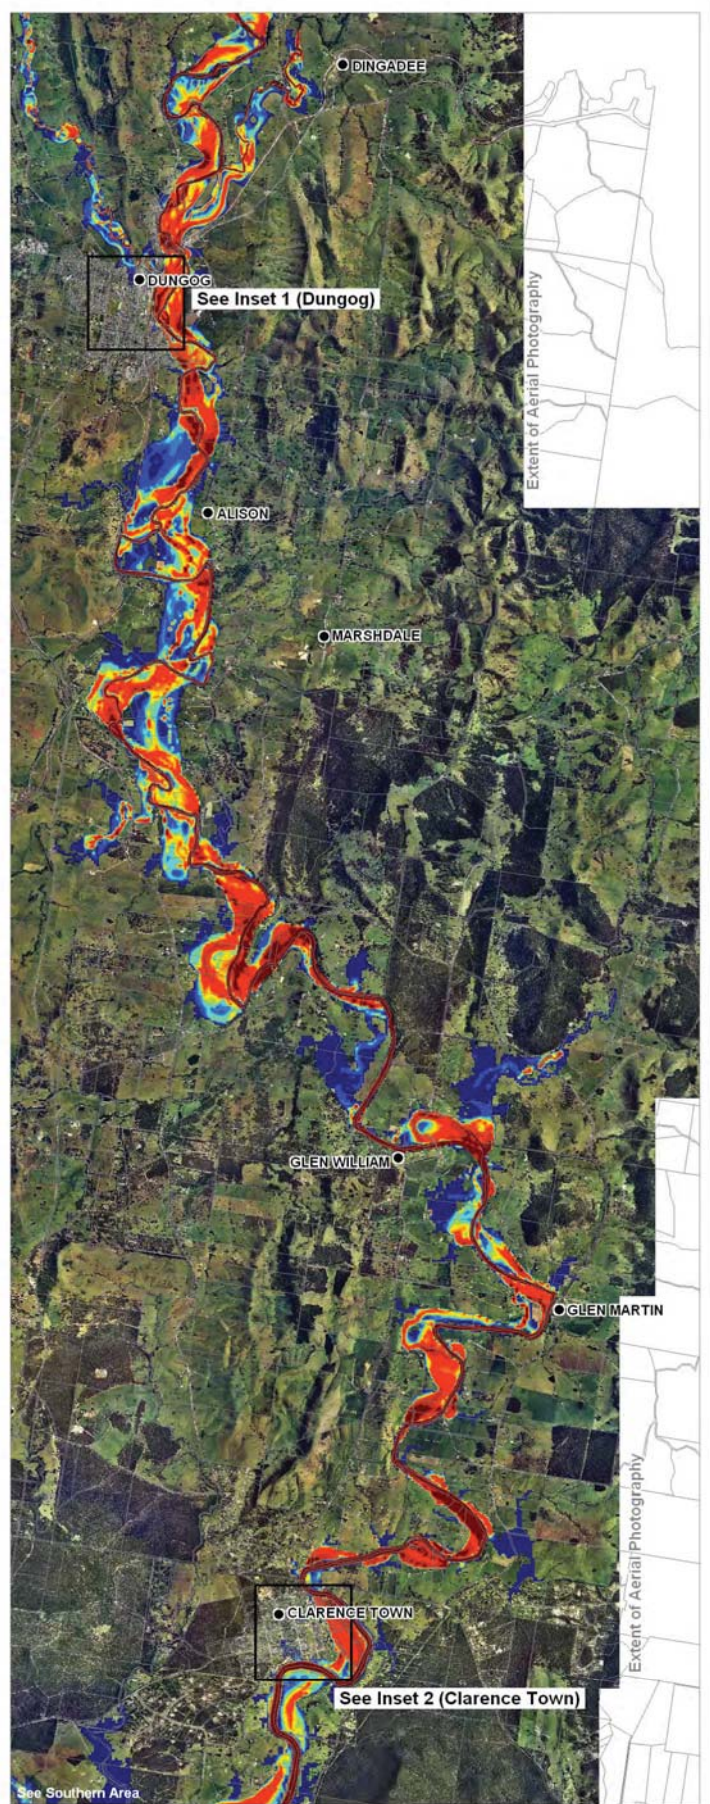 DINGADEE
DUNGOG
See Inset 1 (Dungog)
Extent of Aerial Photography
ALISON
MARSHDALE
GLEN WILLIAM
GLEN MARTIN
Extent of Aerial Photography
CLARENCE TOWN
See Inset 2 (Clarence Town)
See Southern Area